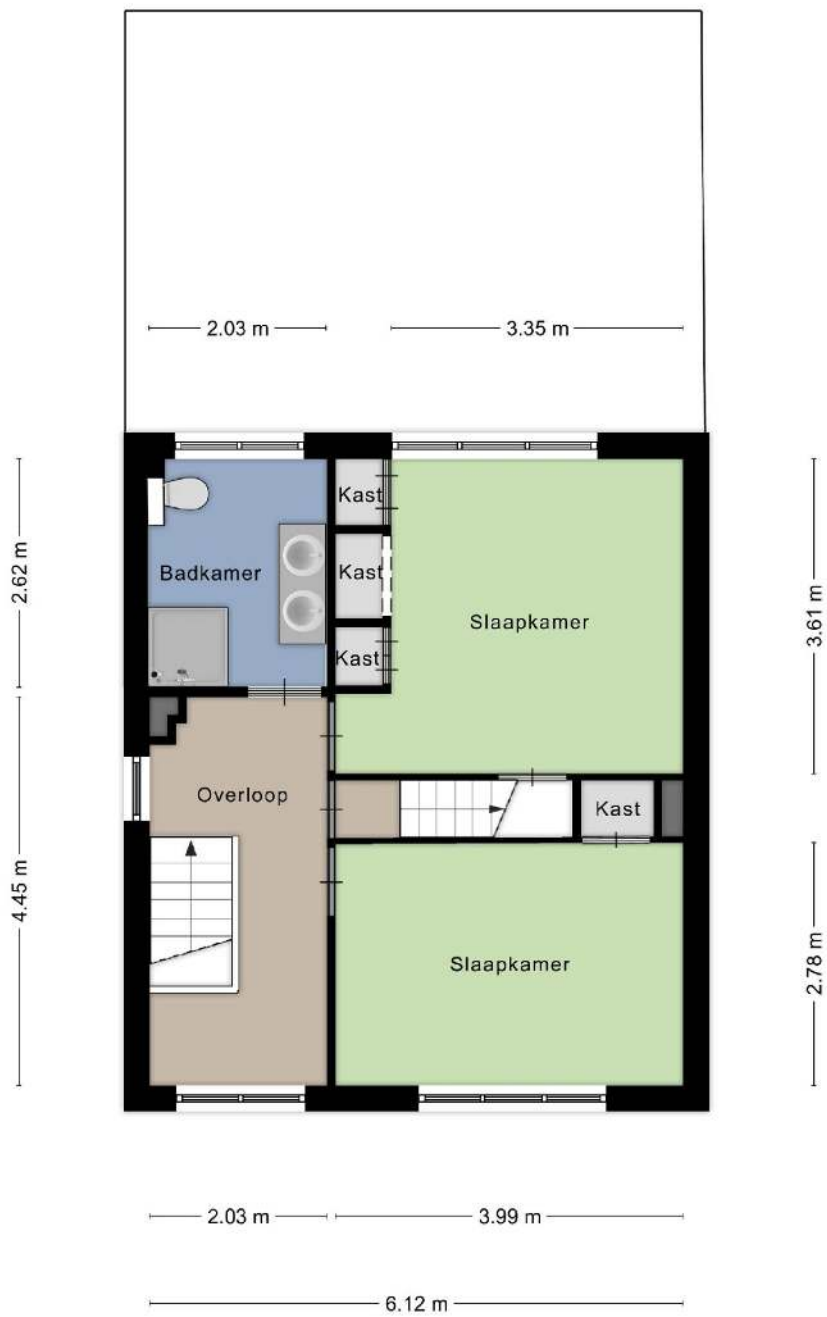 2.03 m
3.35 m
Kast
2.62 m
Badkamer
Kast
Slaapkamer
3.61 m
Kast
Overloop
Kast
4.45 m
Slaapkamer
2.78 m
2.03 m
3.99 m
6.12 m